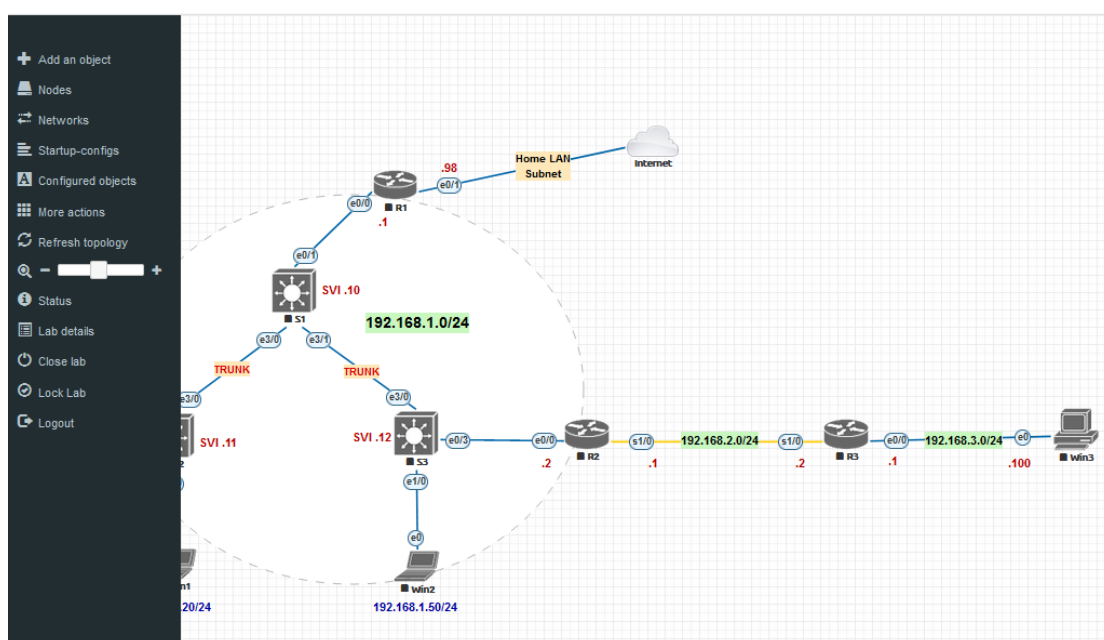 Add an object
Nodes
Networks
Startup-configs
Configured objects
More actions
Refresh topology
Status
Lab details
Close lab
Lock Lab
Logout
Internet
Home LAN
Subnet
.98
e0/1
e0/0
R1
.1
e0/1
SVI .10
S1
192.168.1.0/24
e3/0
e3/1
TRUNK
TRUNK
e3/0
e3/0
SVI .11
2
SVI .12
S3
e0/3
e0/0
.2
R2
s1/0
.1
192.168.2.0/24
s1/0
.2
R3
e0/0
.1
192.168.3.0/24
e0
.100
Win3
e1/0
e0
Win2
192.168.1.50/24
n1
.20/24